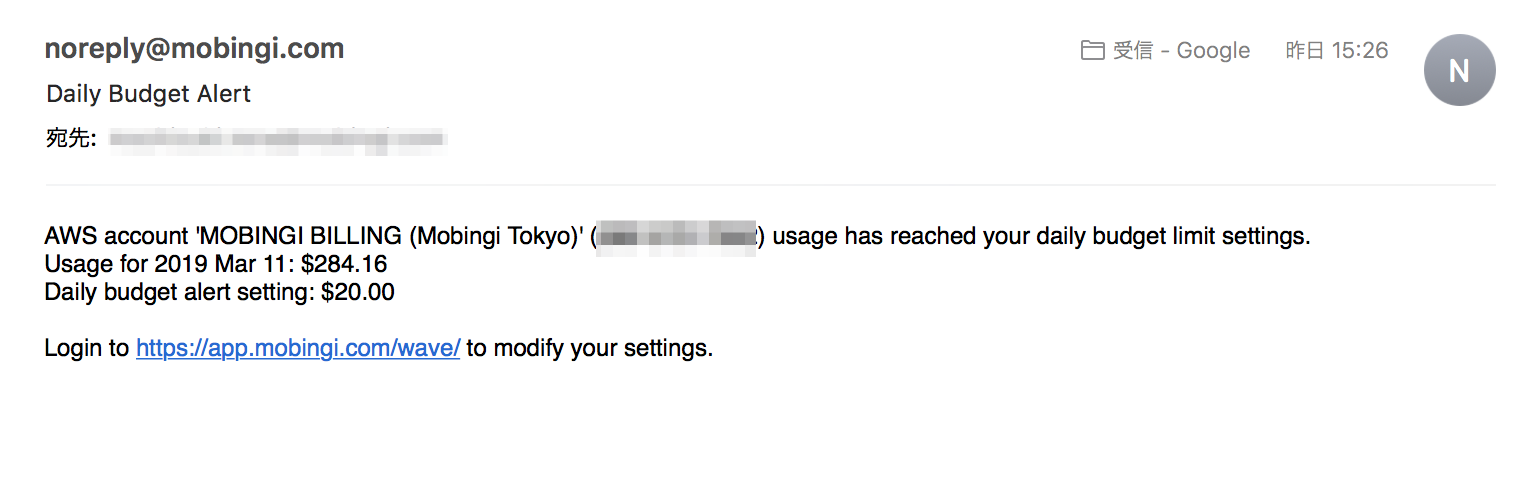 noreply@mobingi.com
受信 - Google 昨日 15:26
N
Daily Budget Alert
宛先:
AWS account 'MOBINGI BILLING (Mobingi Tokyo)' ( ) usage has reached your daily budget limit settings.
Usage for 2019 Mar 11: $284.16
Daily budget alert setting: $20.00
Login to https://app.mobingi.com/wave/ to modify your settings.